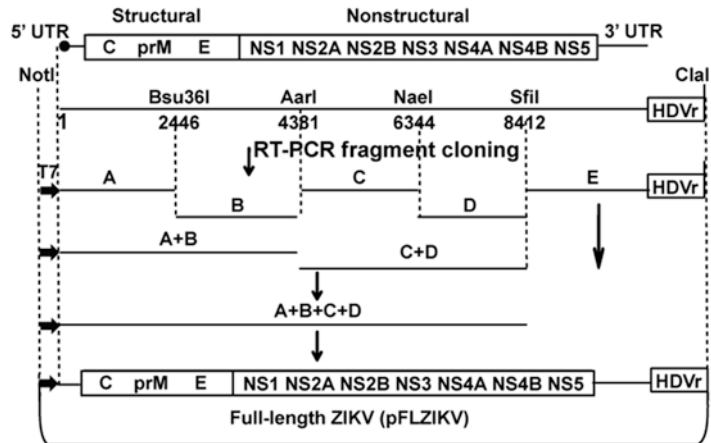 Structural Nonstructural
5' UTR 3' UTR
C prM E NS1 NS2A NS2B NS3 NS4A NS4B NS5
NotI ClaI
Bsu36I AarI NaeI SfiI
HDVr
1 2446 4381 6344 8412
RT-PCR fragment cloning
T7 A C E HDVr
B D
A+B C+D
A+B+C+D
C prM E NS1 NS2A NS2B NS3 NS4A NS4B NS5 HDVr
Full-length ZIKV (pFLZIKV)